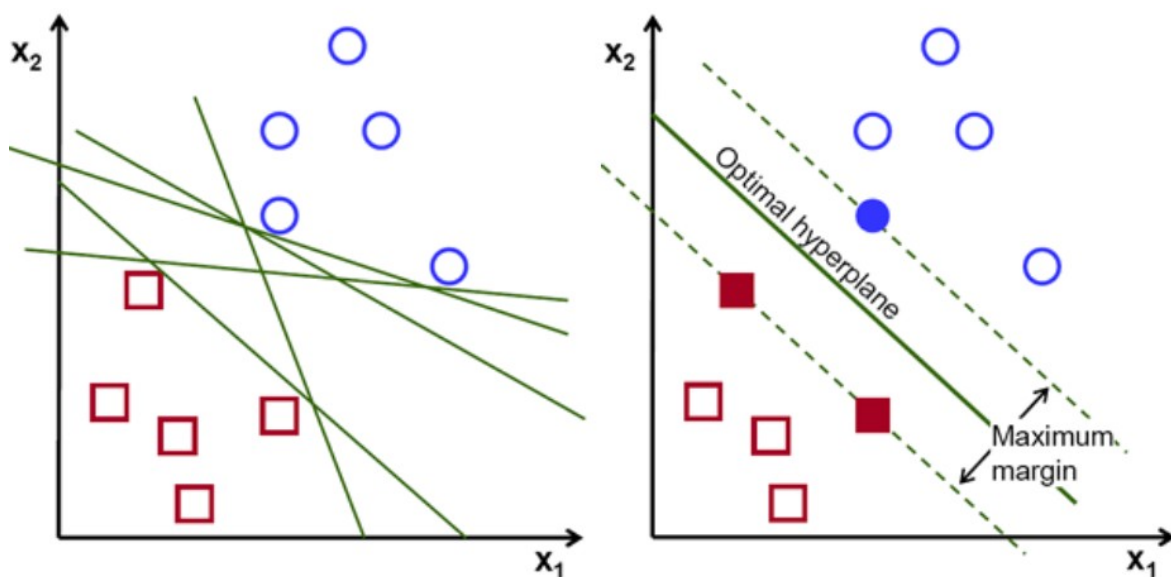 x₂
x₁
x₂
Optimal hyperplane
Maximum
margin
x₁